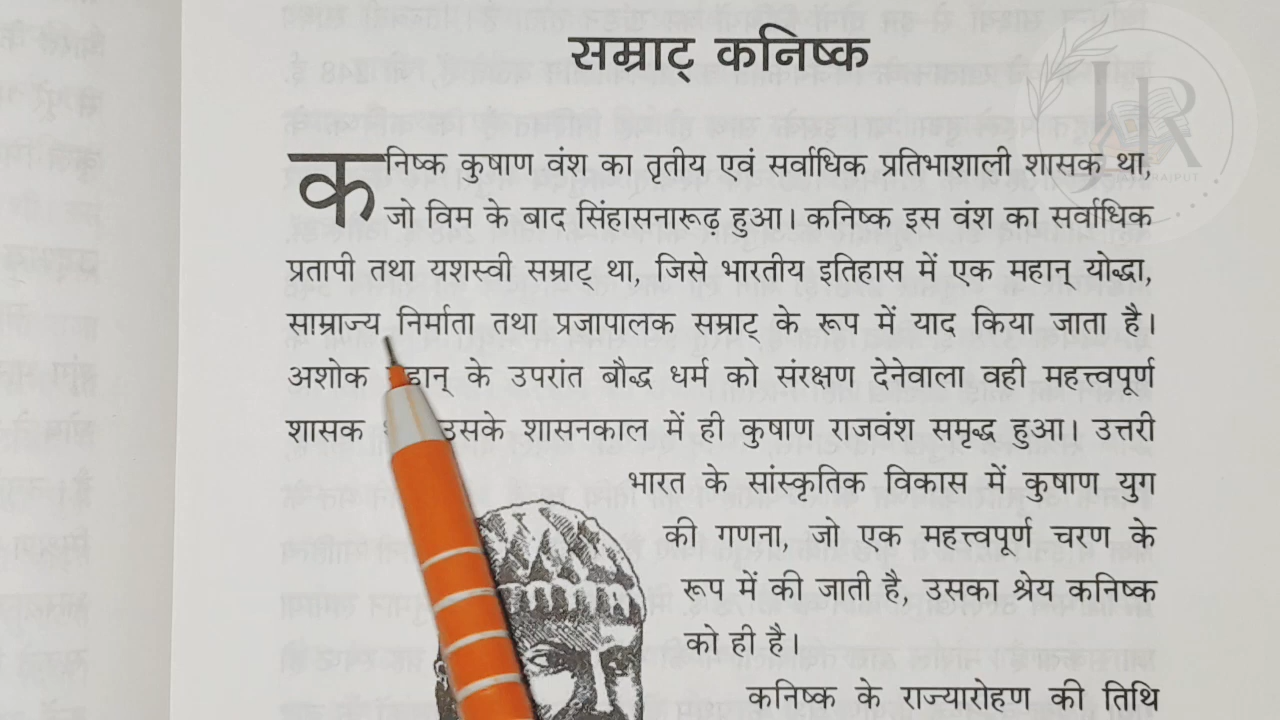 सम्राट् कनिष्क
कनिष्क कुषाण वंश का तृतीय एवं सर्वाधिक प्रतिभाशाली शासक था,
जो विम के बाद सिंहासनारूढ़ हुआ। कनिष्क इस वंश का सर्वाधिक
प्रतापी तथा यशस्वी सम्राट् था, जिसे भारतीय इतिहास में एक महान् योद्धा,
साम्राज्य निर्माता तथा प्रजापालक सम्राट् के रूप में याद किया जाता है।
अशोक महान् के उपरांत बौद्ध धर्म को संरक्षण देनेवाला वही महत्त्वपूर्ण
शासक उसके शासनकाल में ही कुषाण राजवंश समृद्ध हुआ। उत्तरी
भारत के सांस्कृतिक विकास में कुषाण युग
की गणना, जो एक महत्त्वपूर्ण चरण के
रूप में की जाती है, उसका श्रेय कनिष्क
को ही है।
कनिष्क के राज्यारोहण की तिथि
JR